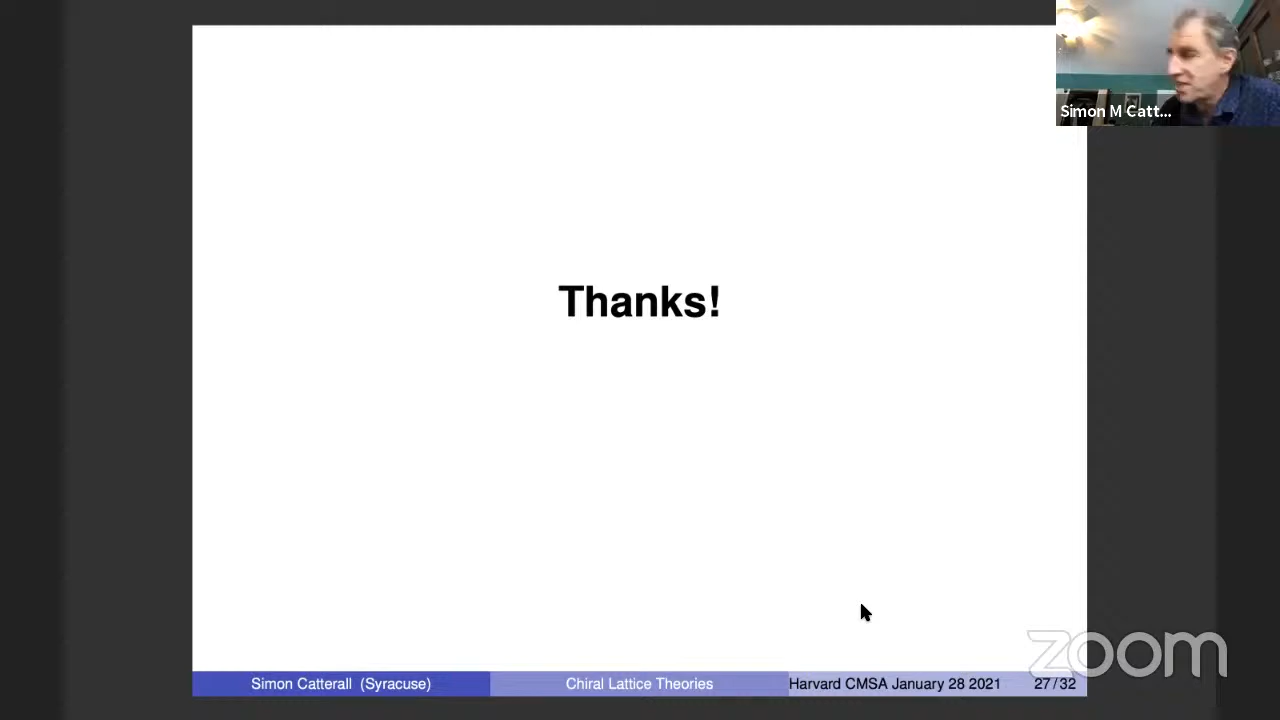 Simon M Catt...
Thanks!
zoom
Simon Catterall (Syracuse) Chiral Lattice Theories Harvard CMSA January 28 2021 27/32